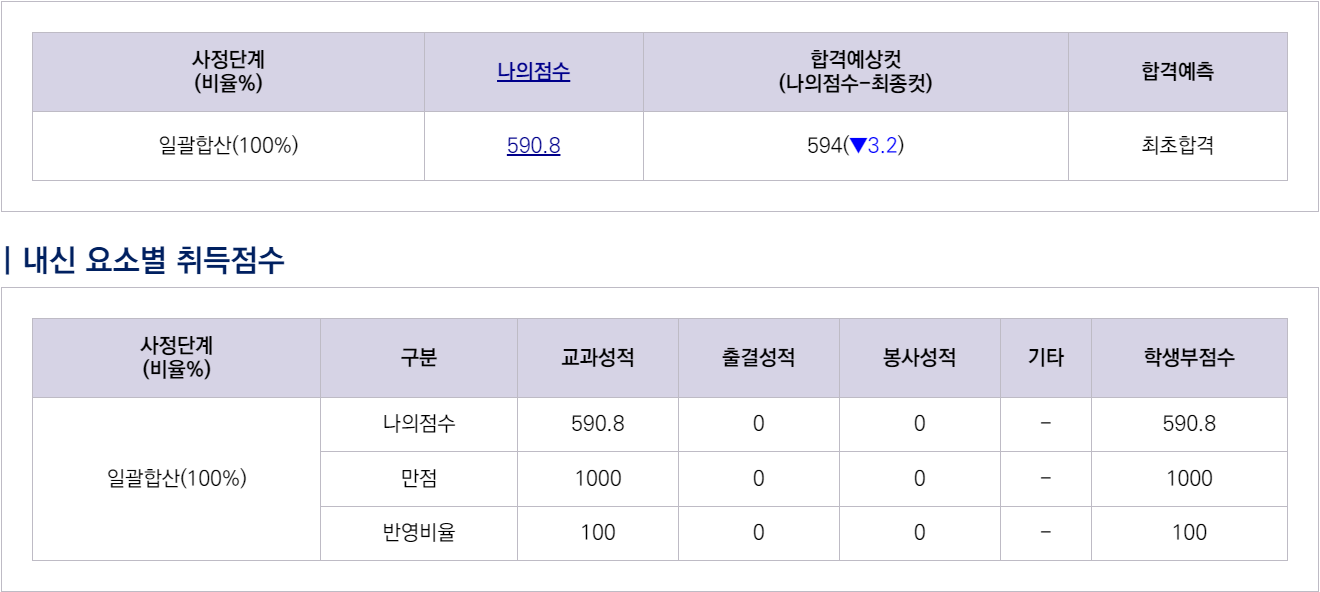 사정단계
(비율%)
나의점수
합격예상컷
(나의점수-최종컷)
합격예측
일괄합산(100%)
590.8
594(▼3.2)
최초합격
| 내신 요소별 취득점수
사정단계
(비율%)
구분
교과성적
출결성적
봉사성적
기타
학생부점수
일괄합산(100%)
나의점수
590.8
0
0
-
590.8
만점
1000
0
0
-
1000
반영비율
100
0
0
-
100